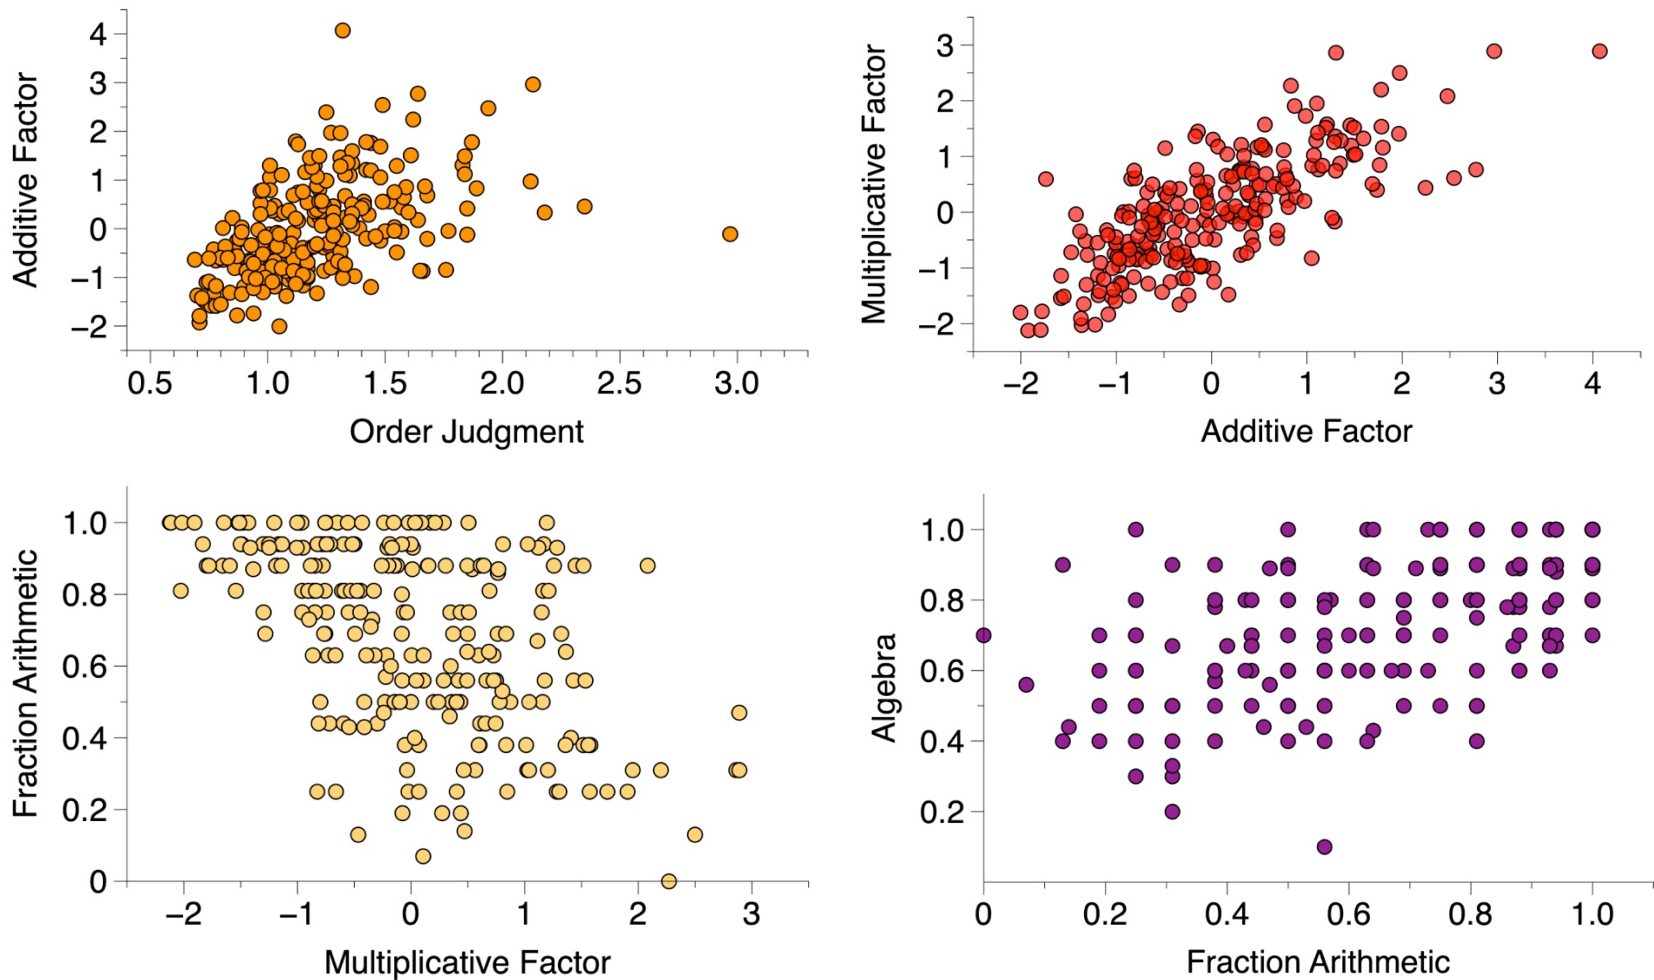 4
3
2
1
0
−1
−2
Additive Factor
0.5 1.0 1.5 2.0 2.5 3.0
Order Judgment
3
2
1
0
−1
−2
Multiplicative Factor
−2 −1 0 1 2 3 4
Additive Factor
1.0
0.8
0.6
0.4
0.2
0
Fraction Arithmetic
−2 −1 0 1 2 3
Multiplicative Factor
1.0
0.8
0.6
0.4
0.2
Algebra
0 0.2 0.4 0.6 0.8 1.0
Fraction Arithmetic